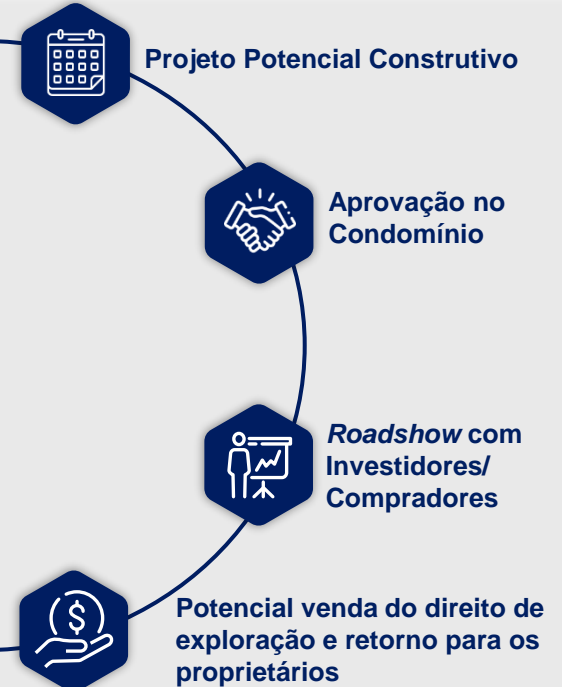 Projeto Potencial Construtivo
Aprovação no
Condomínio
Roadshow com
Investidores/
Compradores
$
Potencial venda do direito de
exploração e retorno para os
proprietários